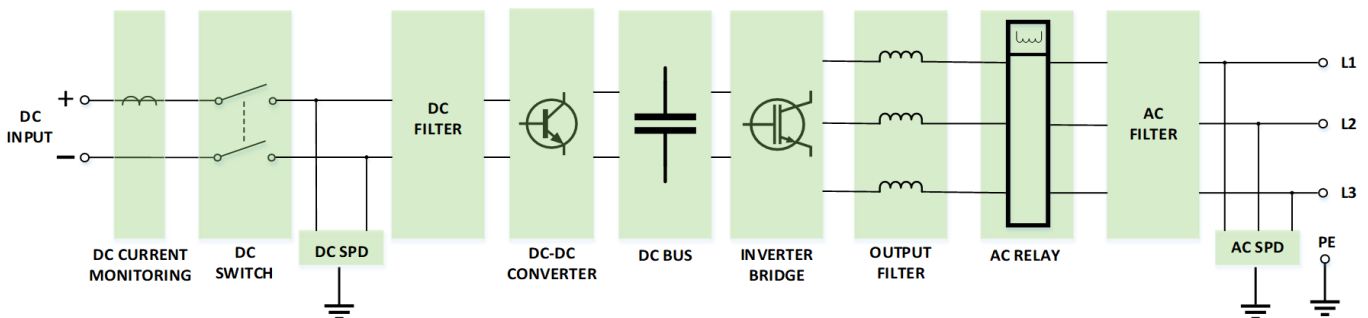 +
DC
INPUT
−
DC CURRENT
MONITORING
DC
SWITCH
DC SPD
DC
FILTER
DC-DC
CONVERTER
DC BUS
INVERTER
BRIDGE
OUTPUT
FILTER
AC RELAY
AC
FILTER
AC SPD
L1
L2
L3
PE